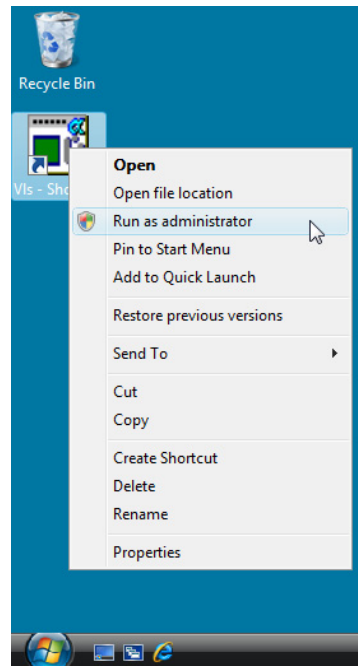 Recycle Bin
VIs - Sho
Open
Open file location
Run as administrator
Pin to Start Menu
Add to Quick Launch
Restore previous versions
Send To
Cut
Copy
Create Shortcut
Delete
Rename
Properties